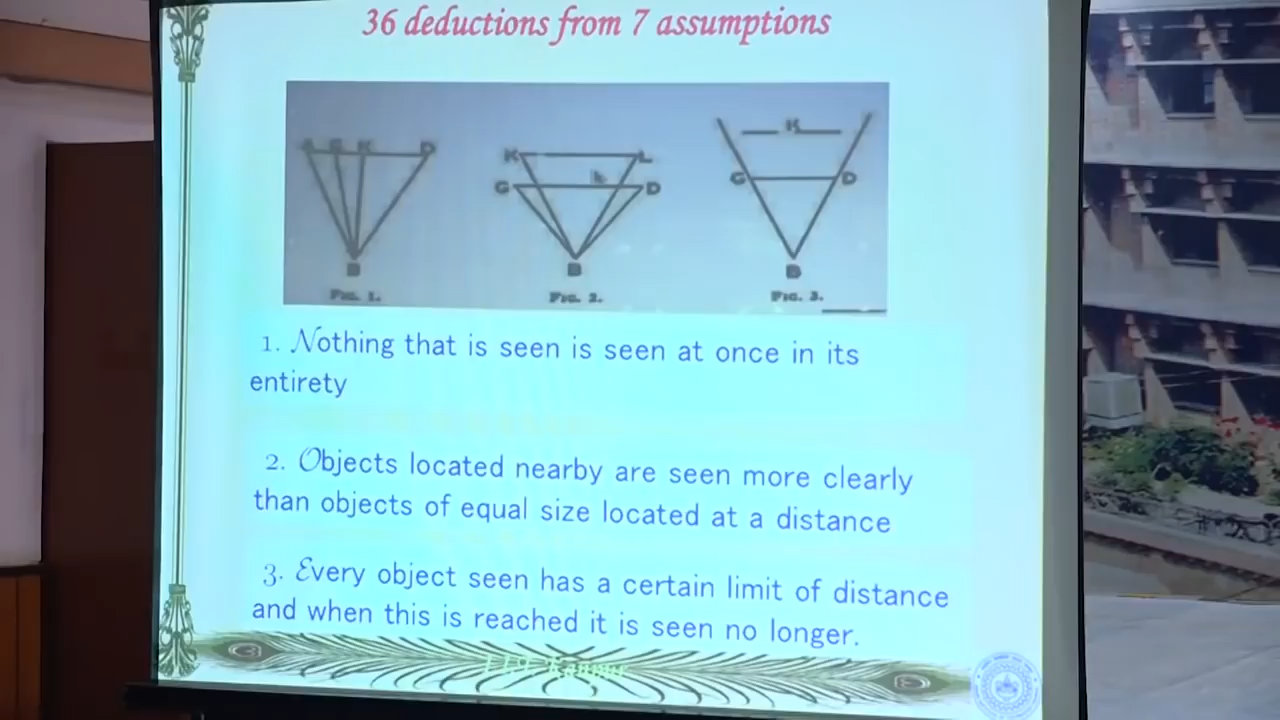 36 deductions from 7 assumptions
K D
K L
G D
B
FIG. 1.
B
FIG. 2.
K
G D
B
FIG. 3.
1. Nothing that is seen is seen at once in its
entirety
2. Objects located nearby are seen more clearly
than objects of equal size located at a distance
3. Every object seen has a certain limit of distance
and when this is reached it is seen no longer.
IIT Kanpur